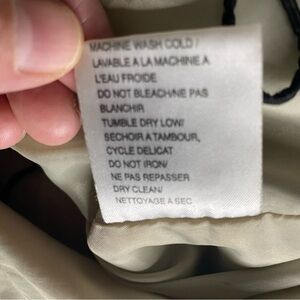 MACHINE WASH COLD/
LAVABLE A LA MACHINE A
L'EAU FROIDE
DO NOT BLEACH/NE PAS
BLANCHIR
TUMBLE DRY LOW/
SECHOIR A TAMBOUR,
CYCLE DELICAT
DO NOT IRON/
NE PAS REPASSER
DRY CLEAN/
NETTOYAGE A SEC